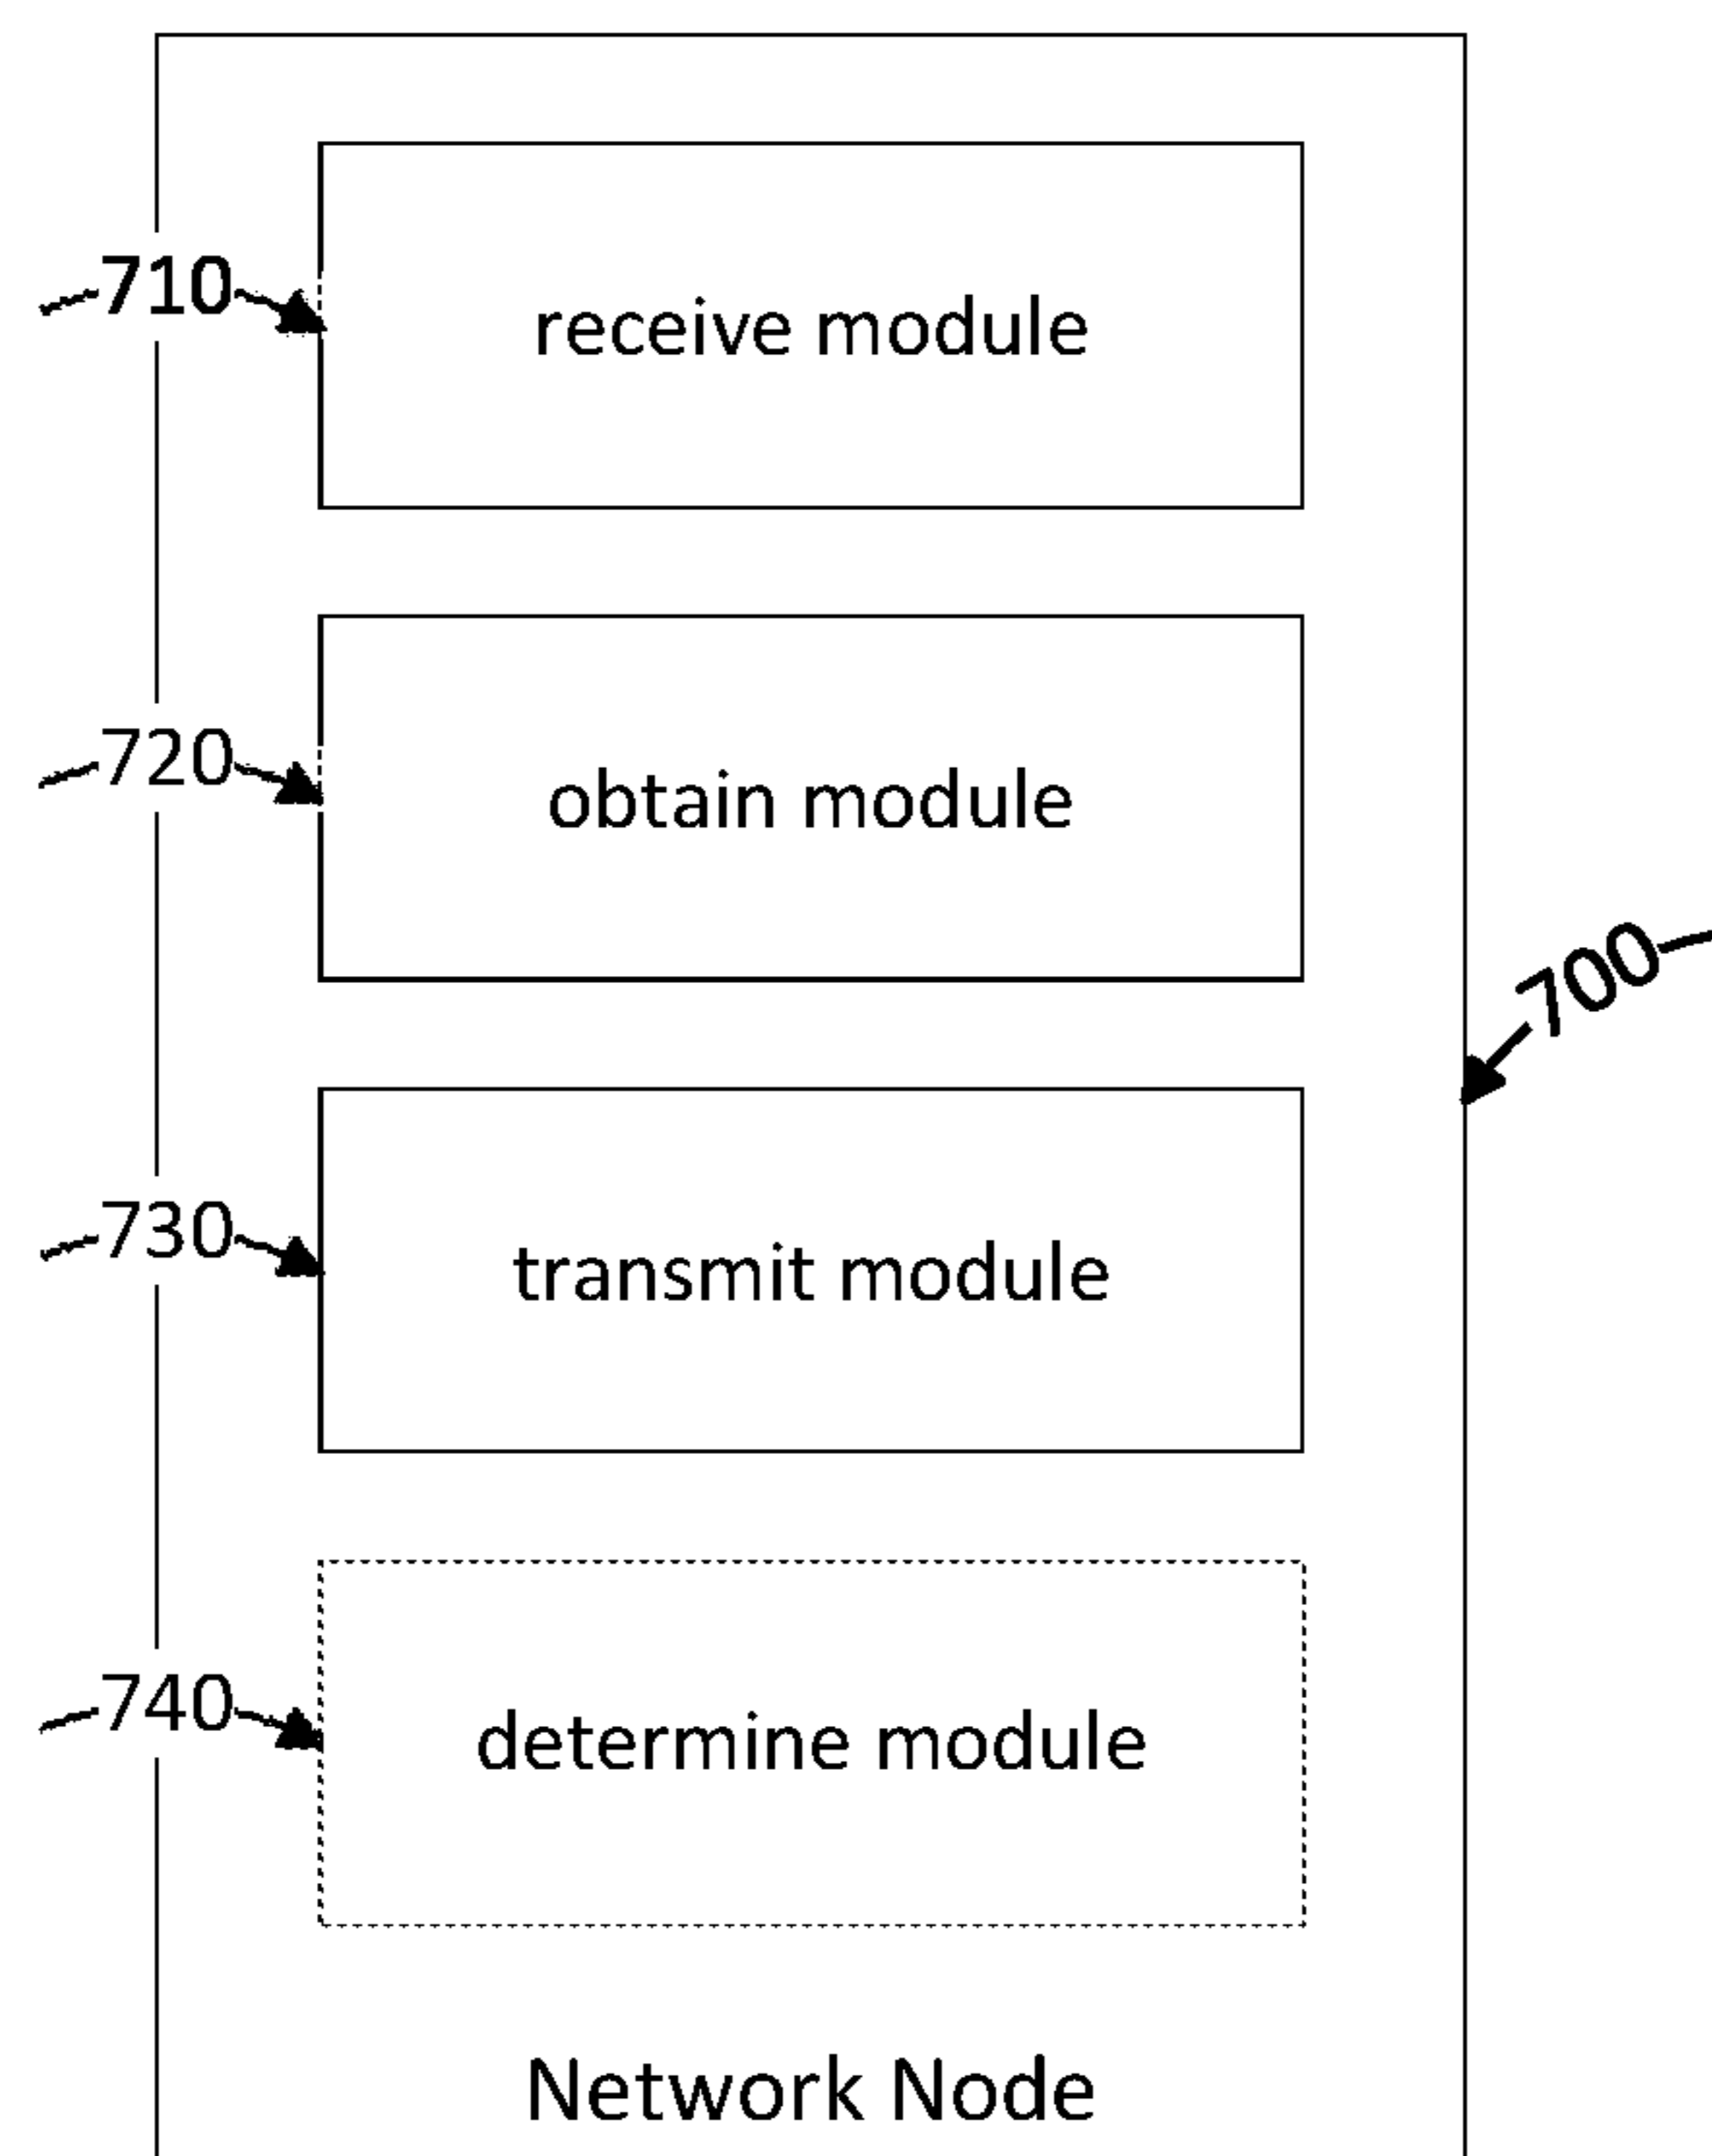 710
receive module
720
obtain module
700
730
transmit module
740
determine module
Network Node